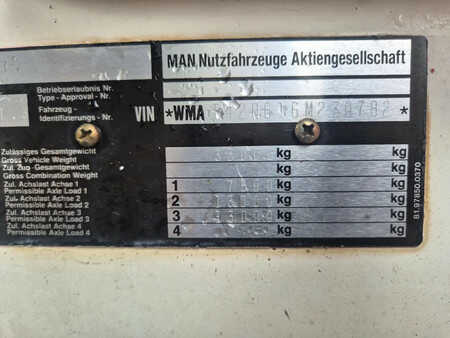 MAN Nutzfahrzeuge Aktiengesellschaft
Betriebserlaubnis Nr.
Type - Approval - Nr.
Fahrzeug -
Identifizierungs - Nr.
VIN *WMA *
Zulässiges Gesamtgewicht
Gross Vehicle Weight
kg kg
Zul. Zug - Gesamtgewicht
Gross Combination Weight
kg kg
Zul. Achslast Achse 1
Permissible Axle Load 1
1 kg kg
Zul. Achslast Achse 2
Permissible Axle Load 2
2 kg kg
Zul. Achslast Achse 3
Permissible Axle Load 3
3 kg kg
Zul. Achslast Achse 4
Permissible Axle Load 4
4 kg kg
81.97850.0370